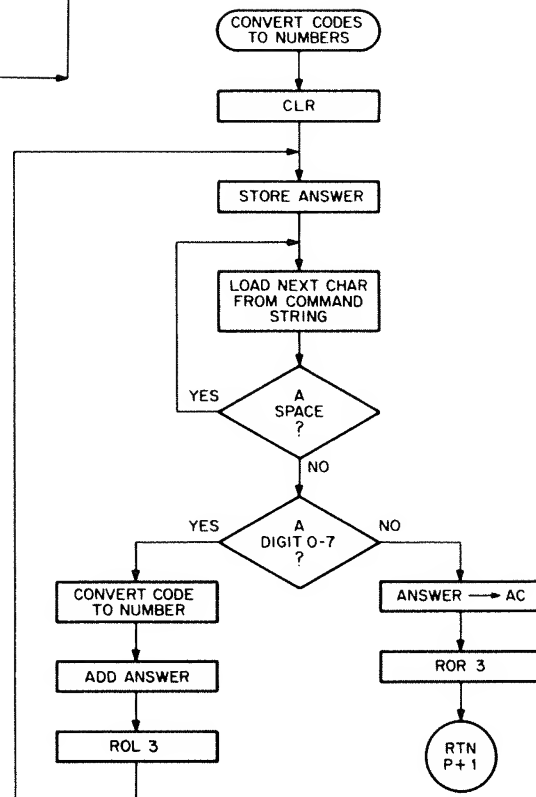 CONVERT CODES
TO NUMBERS
CLR
STORE ANSWER
LOAD NEXT CHAR
FROM COMMAND
STRING
YES
A
SPACE
?
NO
YES
A
DIGIT 0-7
?
NO
CONVERT CODE
TO NUMBER
ANSWER → AC
ADD ANSWER
ROR 3
ROL 3
RTN
P+1